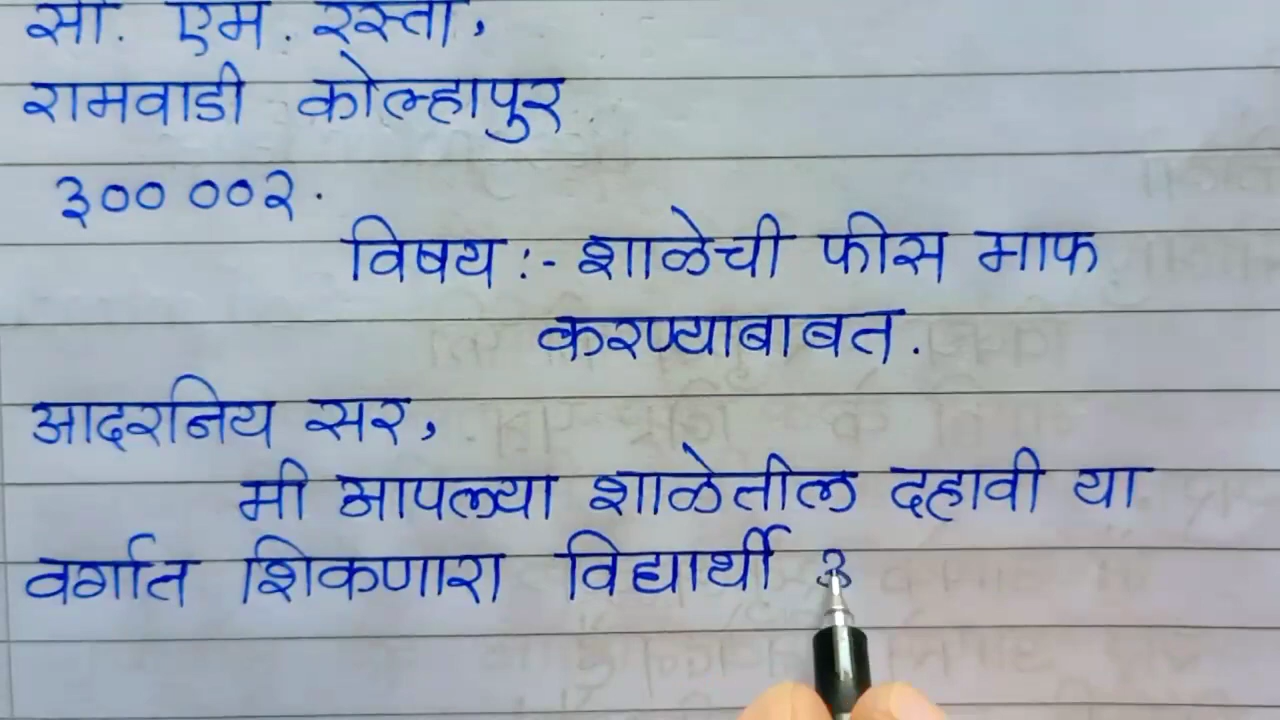 सी. एम. रस्ता,
रामवाडी कोल्हापुर
३०० ००२.
विषय :- शाळेची फीस माफ
करण्याबाबत.
आदरनिय सर,
मी आपल्या शाळेतील दहावी या
वर्गात शिकणारा विद्यार्थी